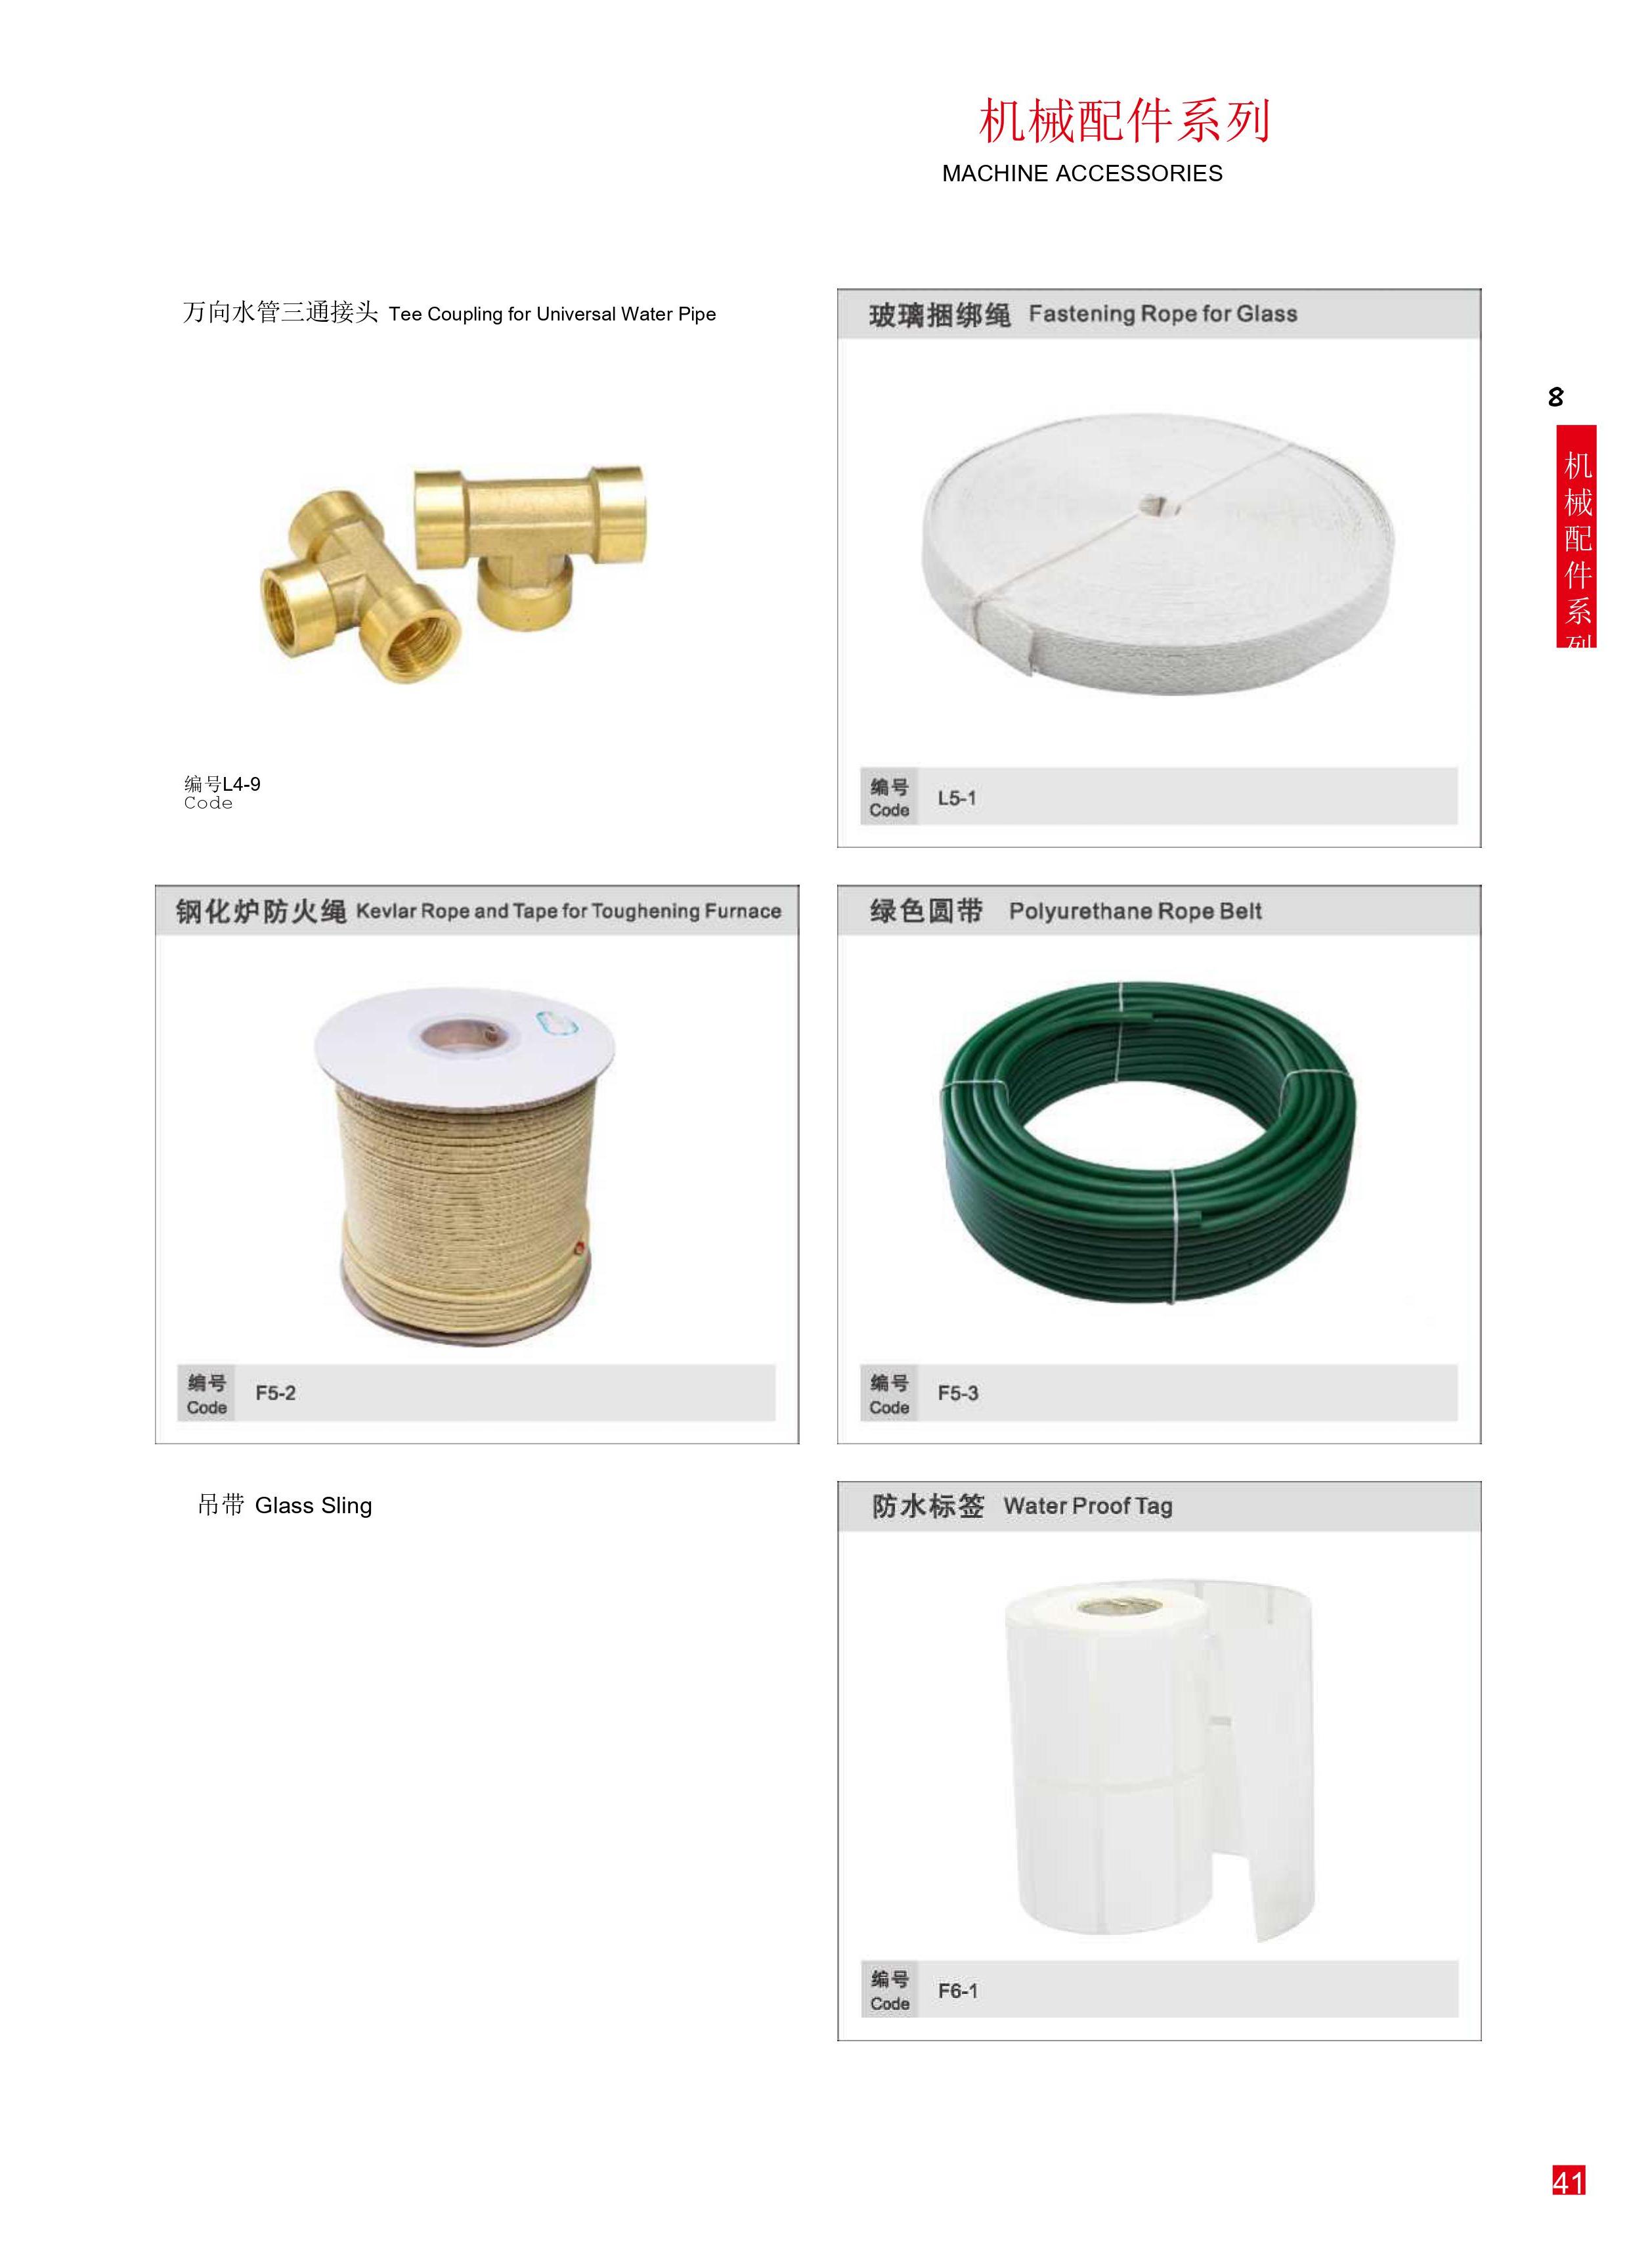 机械配件系列
MACHINE ACCESSORIES
万向水管三通接头 Tee Coupling for Universal Water Pipe
编号L4-9
Code
玻璃捆绑绳 Fastening Rope for Glass
编号
Code
L5-1
8
机械配件系列
钢化炉防火绳 Kevlar Rope and Tape for Toughening Furnace
编号
Code
F5-2
绿色圆带 Polyurethane Rope Belt
编号
Code
F5-3
吊带 Glass Sling
防水标签 Water Proof Tag
编号
Code
F6-1
41